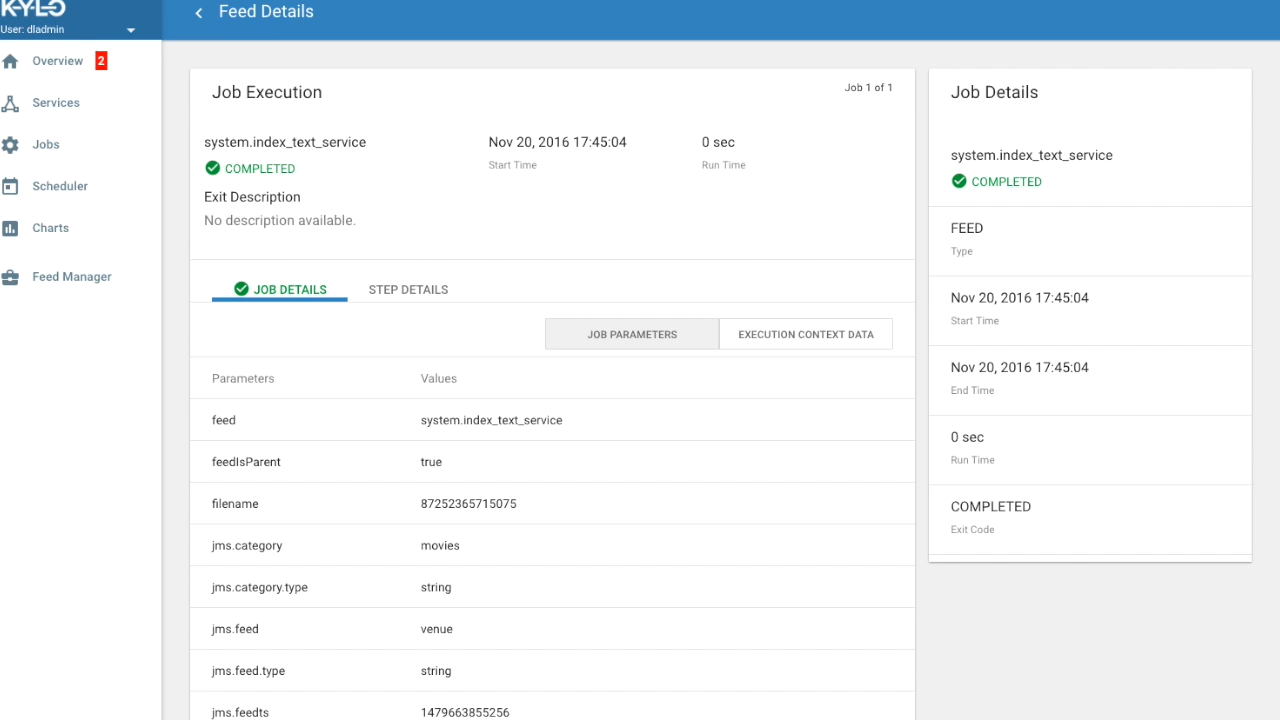 KYLO
User: dladmin
Overview 2
Services
Jobs
Scheduler
Charts
Feed Manager
Feed Details
Job Execution
Job 1 of 1
system.index_text_service
COMPLETED
Nov 20, 2016 17:45:04
Start Time
0 sec
Run Time
Exit Description
No description available.
JOB DETAILS
STEP DETAILS
JOB PARAMETERS
EXECUTION CONTEXT DATA
Parameters Values
feed system.index_text_service
feedIsParent true
filename 87252365715075
jms.category movies
jms.category.type string
jms.feed venue
jms.feed.type string
jms.feedts 1479663855256
Job Details
system.index_text_service
COMPLETED
FEED
Type
Nov 20, 2016 17:45:04
Start Time
Nov 20, 2016 17:45:04
End Time
0 sec
Run Time
COMPLETED
Exit Code